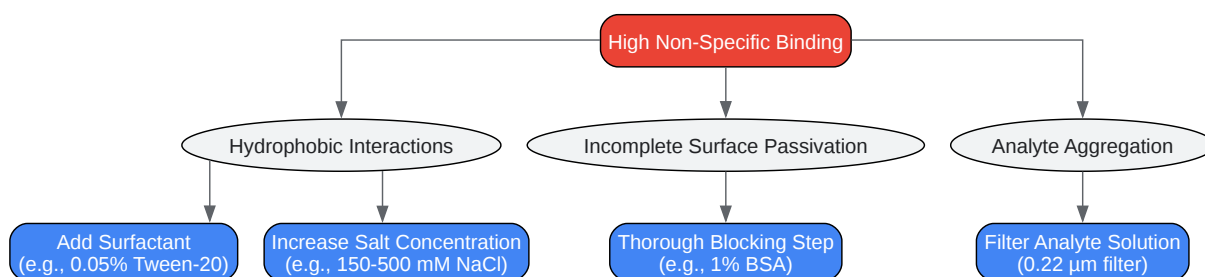 High Non-Specific Binding
Hydrophobic Interactions
Incomplete Surface Passivation
Analyte Aggregation
Add Surfactant
(e.g., 0.05% Tween-20)
Increase Salt Concentration
(e.g., 150-500 mM NaCl)
Thorough Blocking Step
(e.g., 1% BSA)
Filter Analyte Solution
(0.22 µm filter)